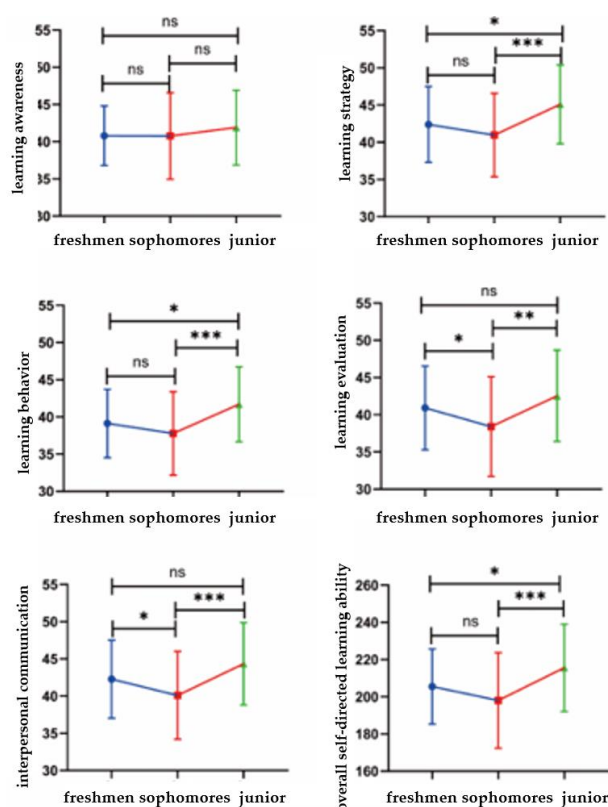 learning awareness
55
50
45
40
35
30
ns
ns
ns
freshmen sophomores junior
learning strategy
55
50
45
40
35
30
*
ns
***
freshmen sophomores junior
learning behavior
55
50
45
40
35
30
*
ns
***
freshmen sophomores junior
learning evaluation
55
50
45
40
35
30
ns
*
**
freshmen sophomores junior
interpersonal communication
55
50
45
40
35
30
ns
*
***
freshmen sophomores junior
overall self-directed learning ability
260
240
220
200
180
160
*
ns
***
freshmen sophomores junior